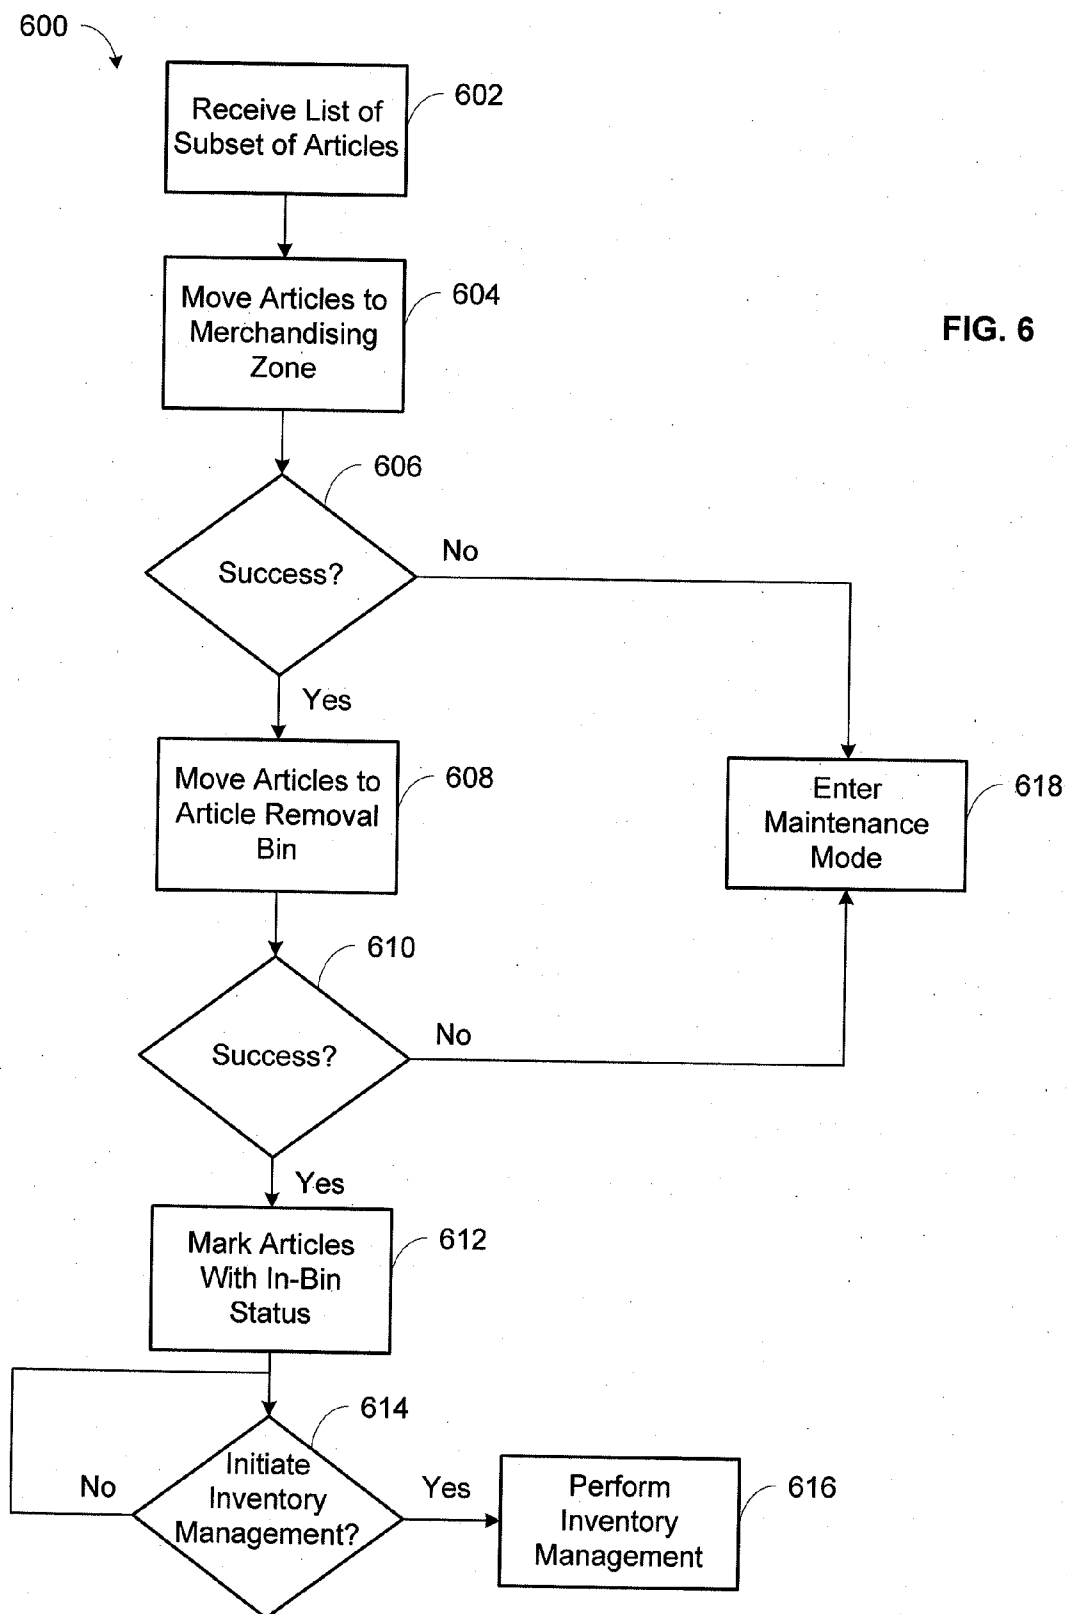 600
Receive List of
Subset of Articles
602
Move Articles to
Merchandising
Zone
604
FIG. 6
606
Success?
No
Yes
Move Articles to
Article Removal
Bin
608
Enter
Maintenance
Mode
618
610
Success?
No
Yes
Mark Articles
With In-Bin
Status
612
614
Initiate
Inventory
Management?
No
Yes
Perform
Inventory
Management
616